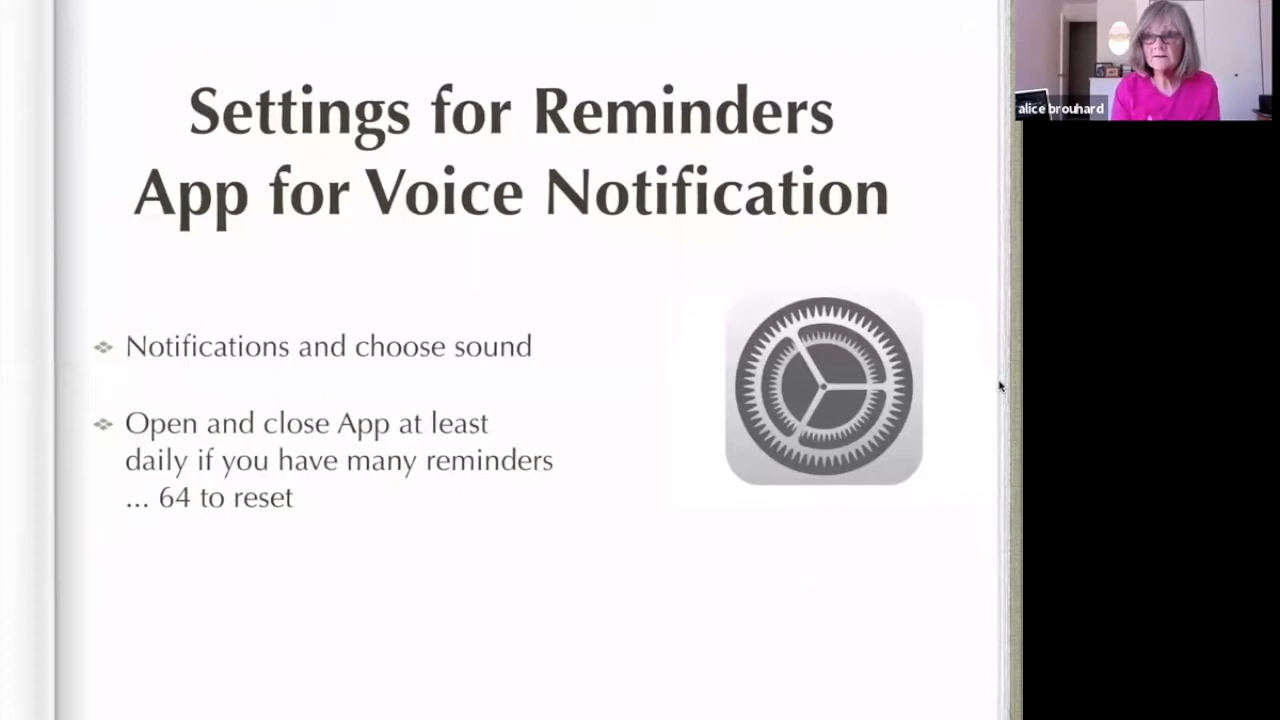 Settings for Reminders
App for Voice Notification
Notifications and choose sound
Open and close App at least
daily if you have many reminders
... 64 to reset
alice brouhard